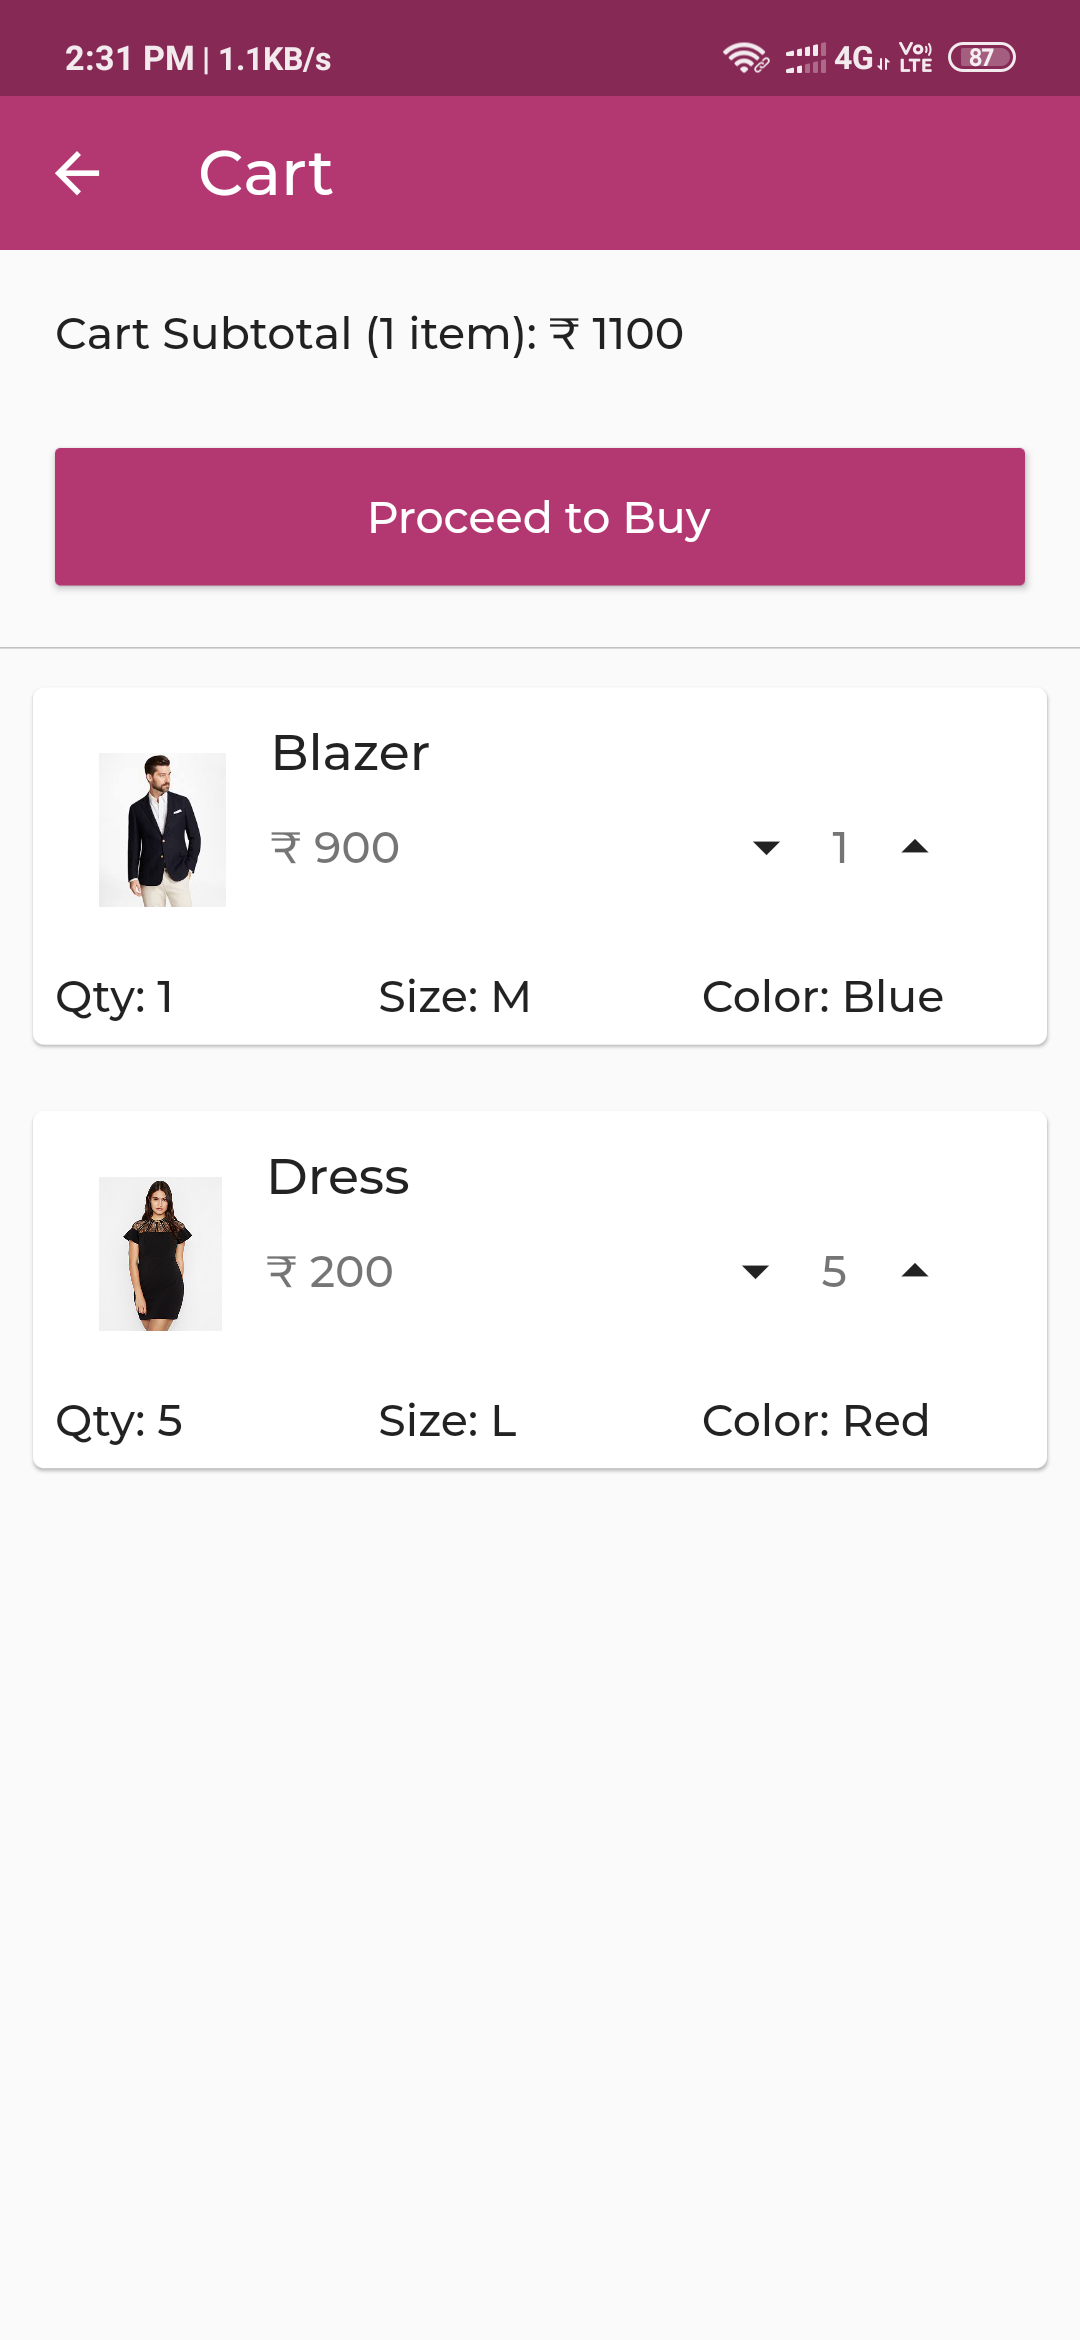 2:31 PM | 1.1KB/s 4G Vo)) LTE 87
Cart
Cart Subtotal (1 item): ₹ 1100
Proceed to Buy
Blazer
₹ 900 1
Qty: 1 Size: M Color: Blue
Dress
₹ 200 5
Qty: 5 Size: L Color: Red